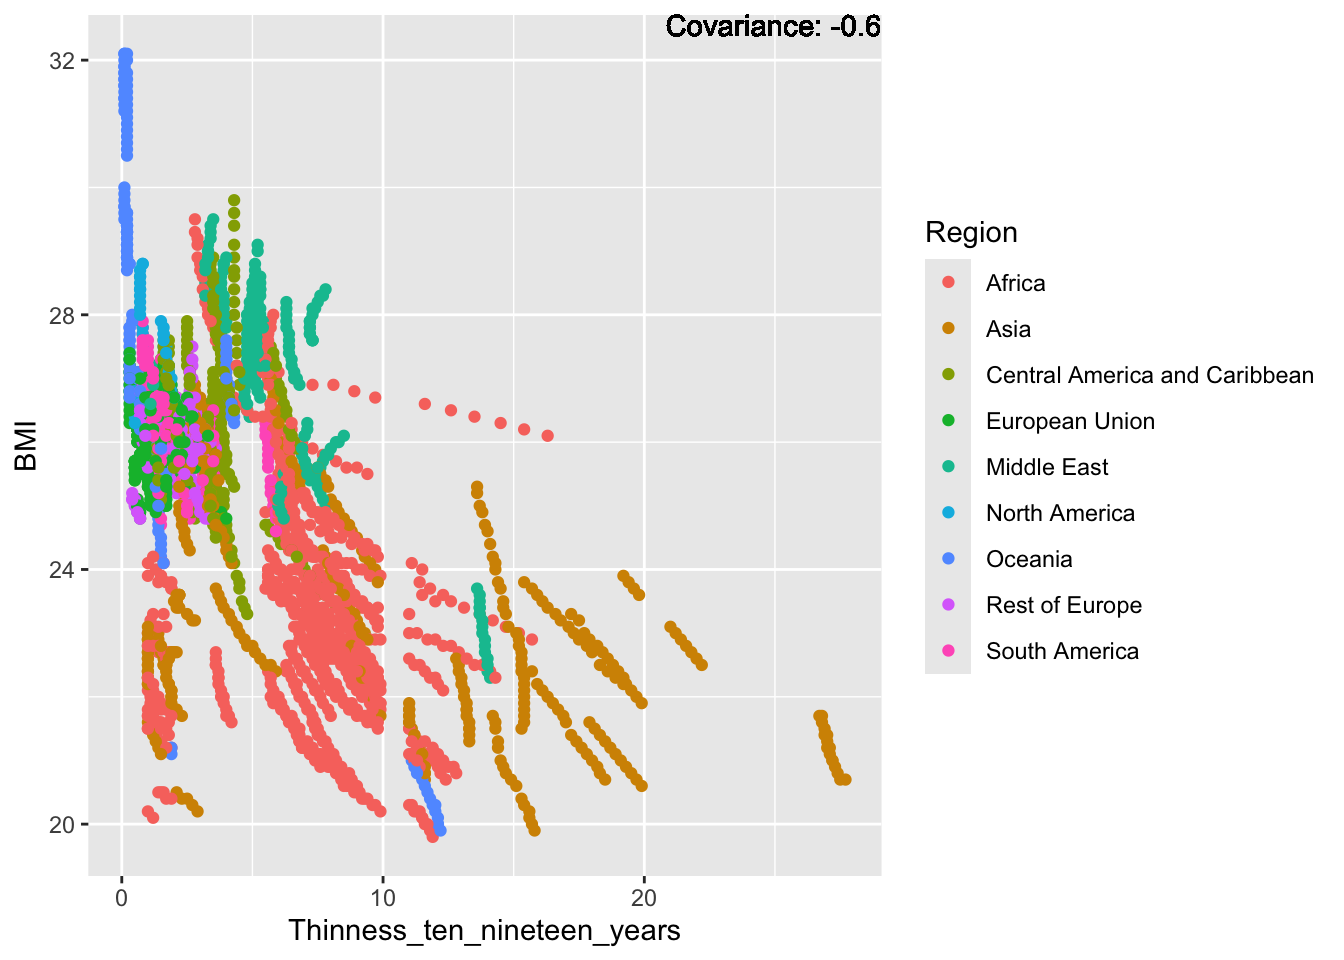 Covariance: -0.6
32
28
24
20
BMI
0
10
20
Thinness_ten_nineteen_years
Region
Africa
Asia
Central America and Caribbean
European Union
Middle East
North America
Oceania
Rest of Europe
South America